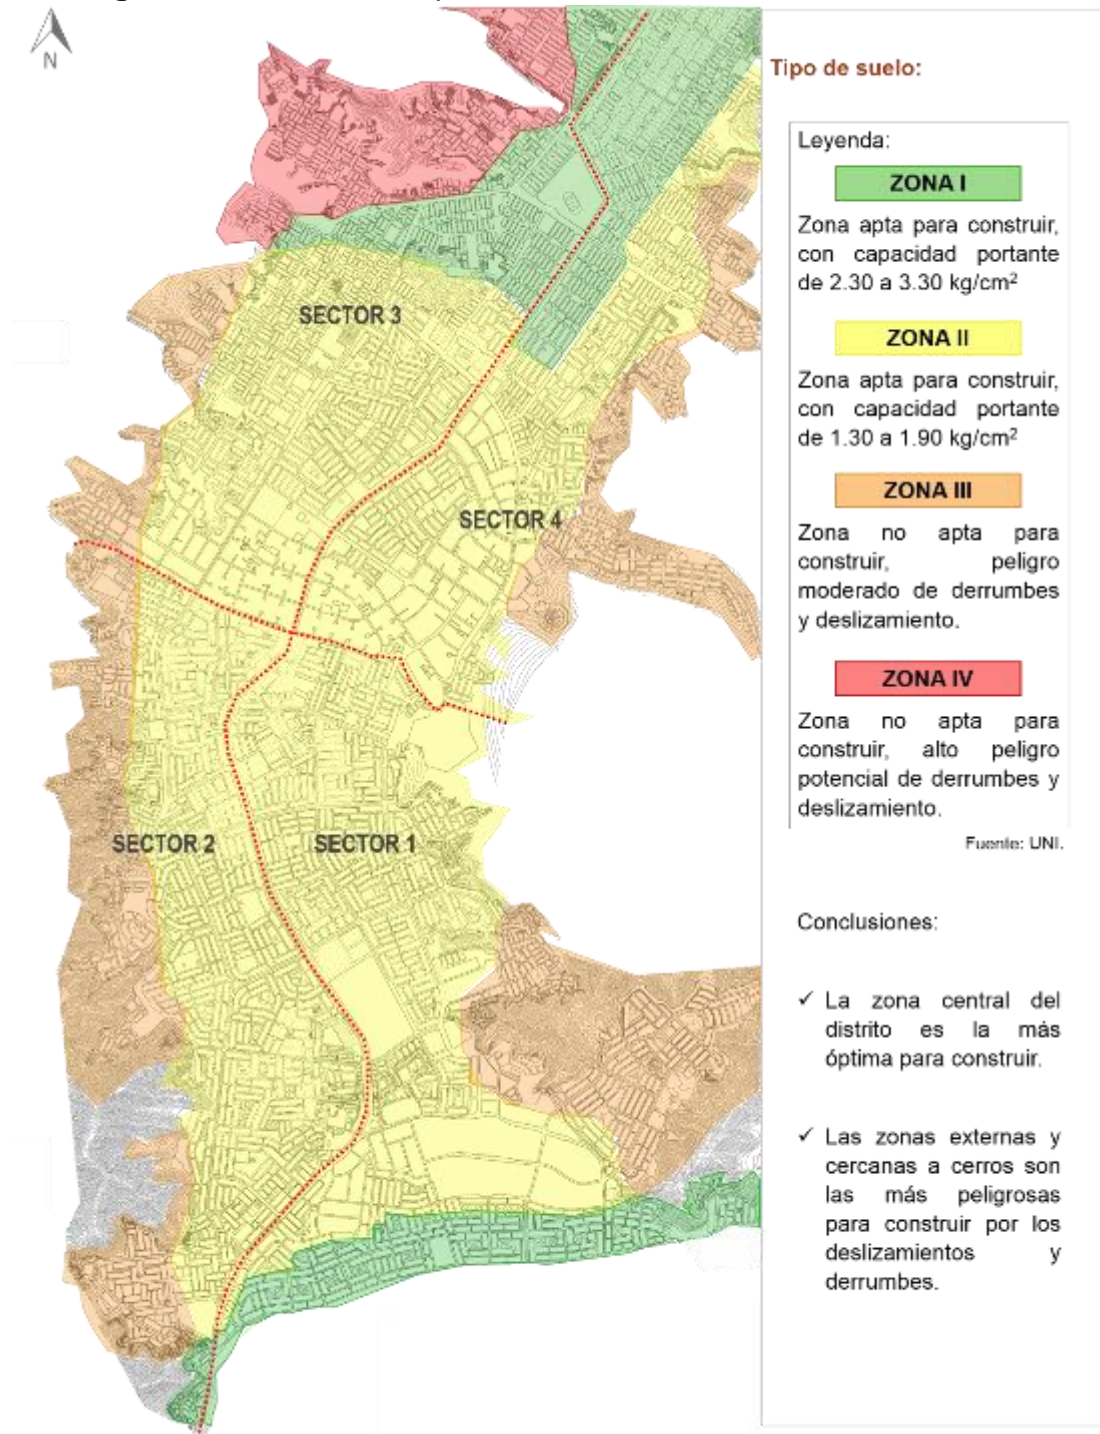 N
SECTOR 3
SECTOR 4
SECTOR 2
SECTOR 1
Tipo de suelo:
Leyenda:
ZONA I
Zona apta para construir,
con capacidad portante
de 2.30 a 3.30 kg/cm²
ZONA II
Zona apta para construir,
con capacidad portante
de 1.30 a 1.90 kg/cm²
ZONA III
Zona no apta para
construir, peligro
moderado de derrumbes
y deslizamiento.
ZONA IV
Zona no apta para
construir, alto peligro
potencial de derrumbes y
deslizamiento.
Fuente: UNI.
Conclusiones:
✓ La zona central del
distrito es la más
óptima para construir.
✓ Las zonas externas y
cercanas a cerros son
las más peligrosas
para construir por los
deslizamientos y
derrumbes.